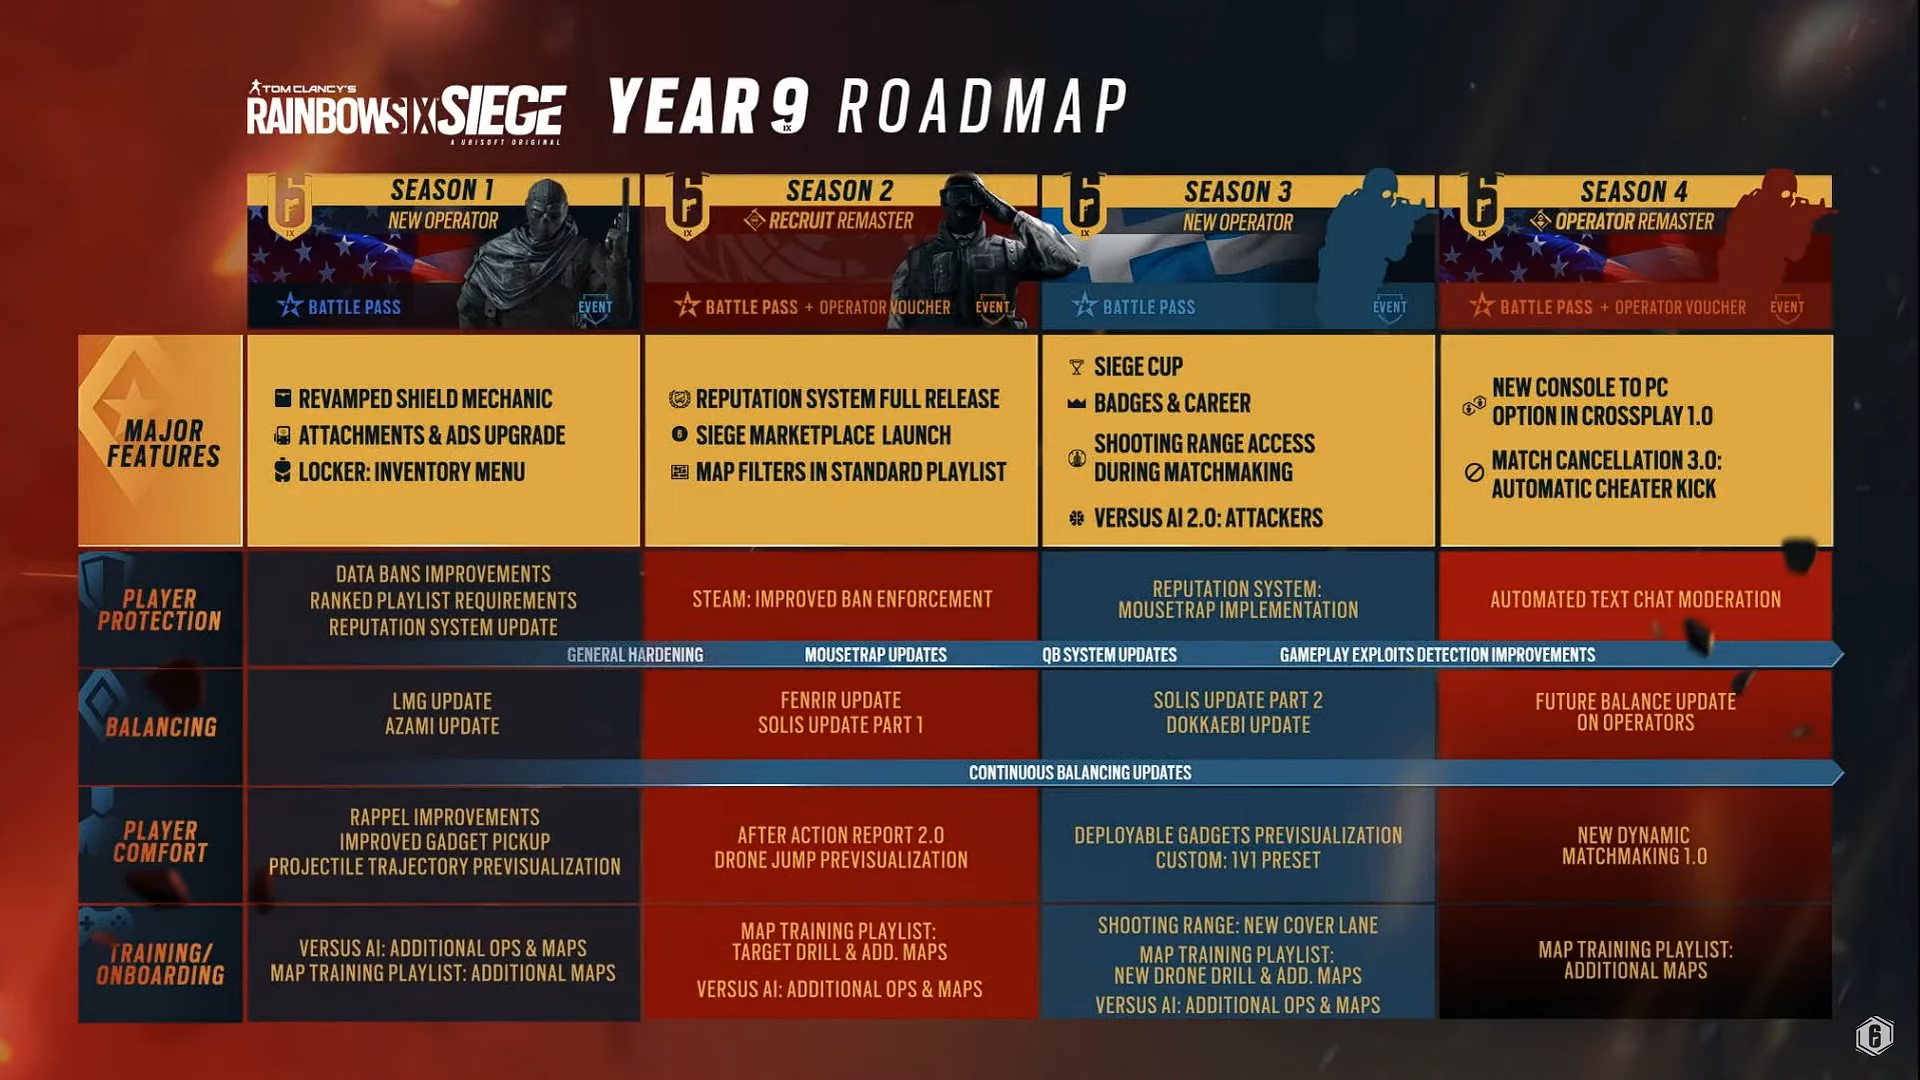 TOM CLANCY'S
RAINBOWSIX SIEGE
A UBISOFT ORIGINAL
YEAR 9 ROADMAP
IX
SEASON 1
NEW OPERATOR
IX
BATTLE PASS
EVENT
SEASON 2
RECRUIT REMASTER
IX
BATTLE PASS + OPERATOR VOUCHER
EVENT
SEASON 3
NEW OPERATOR
IX
BATTLE PASS
EVENT
SEASON 4
OPERATOR REMASTER
IX
BATTLE PASS + OPERATOR VOUCHER
EVENT
MAJOR
FEATURES
REVAMPED SHIELD MECHANIC
ATTACHMENTS & ADS UPGRADE
LOCKER: INVENTORY MENU
REPUTATION SYSTEM FULL RELEASE
SIEGE MARKETPLACE LAUNCH
MAP FILTERS IN STANDARD PLAYLIST
SIEGE CUP
BADGES & CAREER
SHOOTING RANGE ACCESS
DURING MATCHMAKING
VERSUS AI 2.0: ATTACKERS
NEW CONSOLE TO PC
OPTION IN CROSSPLAY 1.0
MATCH CANCELLATION 3.0:
AUTOMATIC CHEATER KICK
PLAYER
PROTECTION
DATA BANS IMPROVEMENTS
RANKED PLAYLIST REQUIREMENTS
REPUTATION SYSTEM UPDATE
STEAM: IMPROVED BAN ENFORCEMENT
REPUTATION SYSTEM:
MOUSETRAP IMPLEMENTATION
AUTOMATED TEXT CHAT MODERATION
GENERAL HARDENING MOUSETRAP UPDATES QB SYSTEM UPDATES GAMEPLAY EXPLOITS DETECTION IMPROVEMENTS
BALANCING
LMG UPDATE
AZAMI UPDATE
FENRIR UPDATE
SOLIS UPDATE PART 1
SOLIS UPDATE PART 2
DOKKAEBI UPDATE
FUTURE BALANCE UPDATE
ON OPERATORS
CONTINUOUS BALANCING UPDATES
PLAYER
COMFORT
RAPPEL IMPROVEMENTS
IMPROVED GADGET PICKUP
PROJECTILE TRAJECTORY PREVISUALIZATION
AFTER ACTION REPORT 2.0
DRONE JUMP PREVISUALIZATION
DEPLOYABLE GADGETS PREVISUALIZATION
CUSTOM: 1V1 PRESET
NEW DYNAMIC
MATCHMAKING 1.0
TRAINING/
ONBOARDING
VERSUS AI: ADDITIONAL OPS & MAPS
MAP TRAINING PLAYLIST: ADDITIONAL MAPS
MAP TRAINING PLAYLIST:
TARGET DRILL & ADD. MAPS
VERSUS AI: ADDITIONAL OPS & MAPS
SHOOTING RANGE: NEW COVER LANE
MAP TRAINING PLAYLIST:
NEW DRONE DRILL & ADD. MAPS
VERSUS AI: ADDITIONAL OPS & MAPS
MAP TRAINING PLAYLIST:
ADDITIONAL MAPS
6